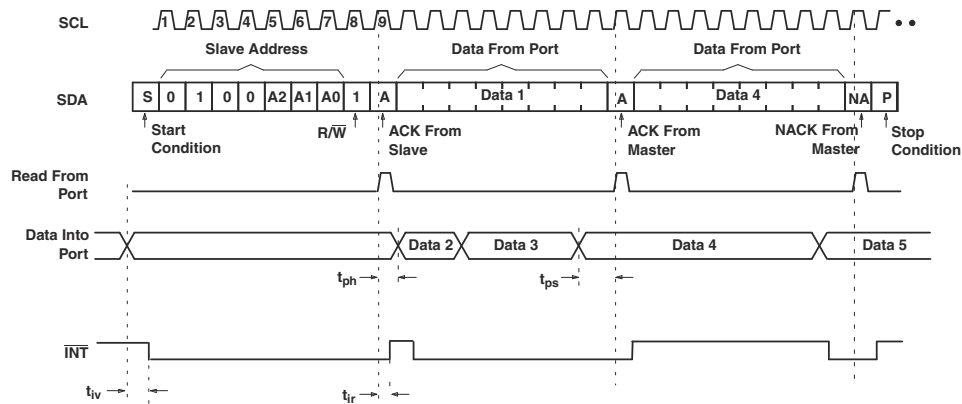 SCL 1 2 3 4 5 6 7 8 9
Slave Address Data From Port Data From Port
SDA S 0 1 0 0 A2 A1 A0 1 A Data 1 A Data 4 NA P
Start
Condition
R/W̅
ACK From
Slave
ACK From
Master
NACK From
Master
Stop
Condition
Read From
Port
Data Into
Port
Data 2 Data 3 Data 4 Data 5
tph tps
I̅N̅T̅
tiv tir